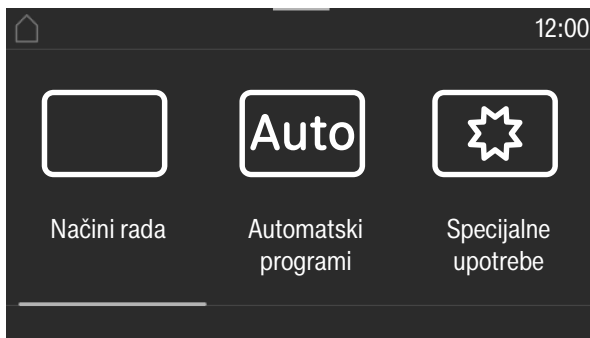 12:00
Auto
Načini rada
Automatski
programi
Specijalne
upotrebe